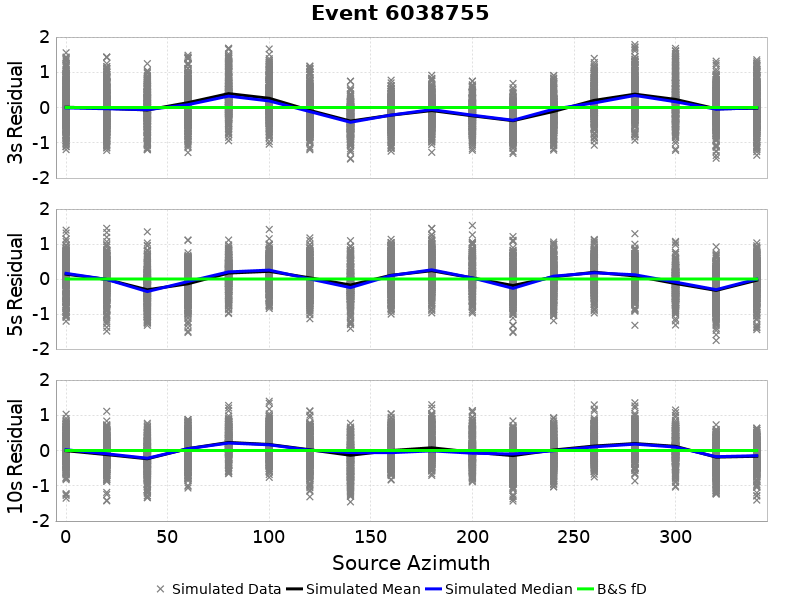 Event 6038755
3s Residual
2
1
0
-1
-2
5s Residual
2
1
0
-1
-2
10s Residual
2
1
0
-1
-2
0 50 100 150 200 250 300
Source Azimuth
Simulated Data Simulated Mean Simulated Median B&S fD